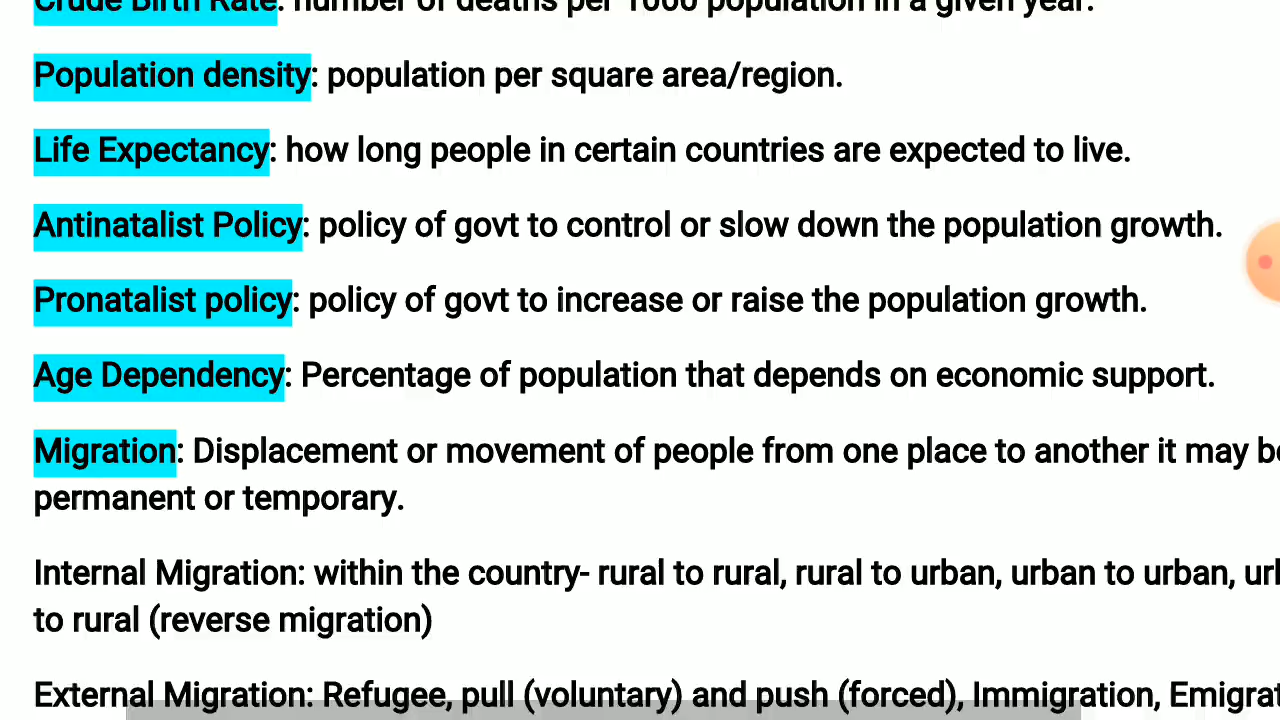 Crude Birth Rate: number of deaths per 1000 population in a given year.
Population density: population per square area/region.
Life Expectancy: how long people in certain countries are expected to live.
Antinatalist Policy: policy of govt to control or slow down the population growth.
Pronatalist policy: policy of govt to increase or raise the population growth.
Age Dependency: Percentage of population that depends on economic support.
Migration: Displacement or movement of people from one place to another it may
permanent or temporary.
Internal Migration: within the country- rural to rural, rural to urban, urban to urban,
to rural (reverse migration)
External Migration: Refugee, pull (voluntary) and push (forced), Immigration,